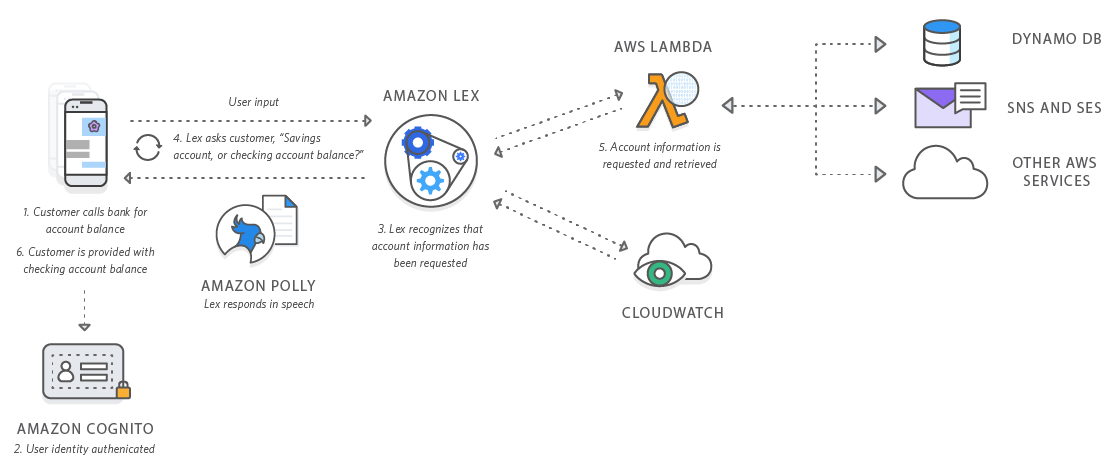 AWS LAMBDA
DYNAMO DB
AMAZON LEX
User input
SNS AND SES
4. Lex asks customer, “Savings
account, or checking account balance?”
5. Account information is
requested and retrieved
OTHER AWS
SERVICES
1. Customer calls bank for
account balance
6. Customer is provided with
checking account balance
3. Lex recognizes that
account information has
been requested
AMAZON POLLY
Lex responds in speech
CLOUDWATCH
AMAZON COGNITO
2. User identity authenicated